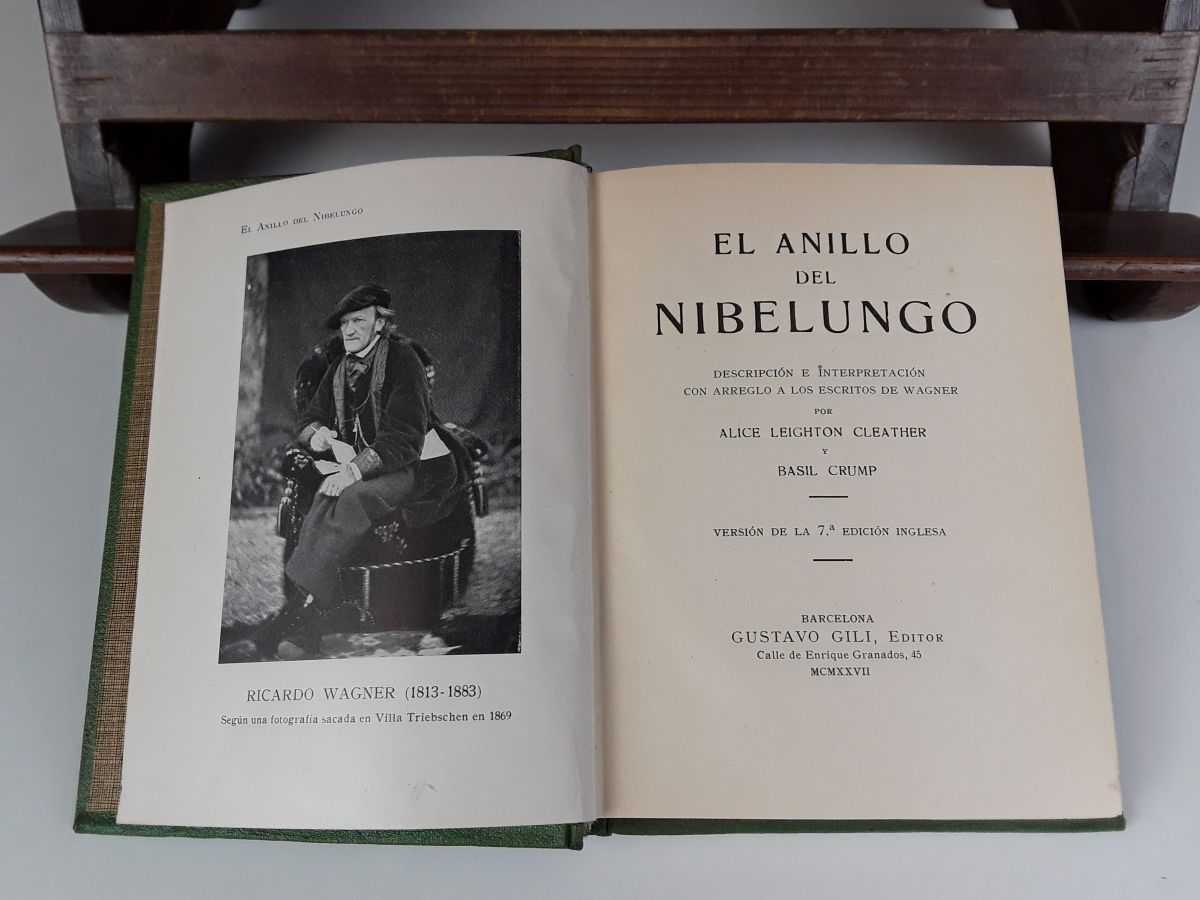 El Anillo del Nibelungo
RICARDO WAGNER (1813-1883)
Según una fotografía sacada en Villa Triebschen en 1869
EL ANILLO
DEL
NIBELUNGO
DESCRIPCIÓN E INTERPRETACIÓN
CON ARREGLO A LOS ESCRITOS DE WAGNER
POR
ALICE LEIGHTON CLEATHER
Y
BASIL CRUMP
VERSIÓN DE LA 7.ª EDICIÓN INGLESA
BARCELONA
GUSTAVO GILI, Editor
Calle de Enrique Granados, 45
MCMXXVII